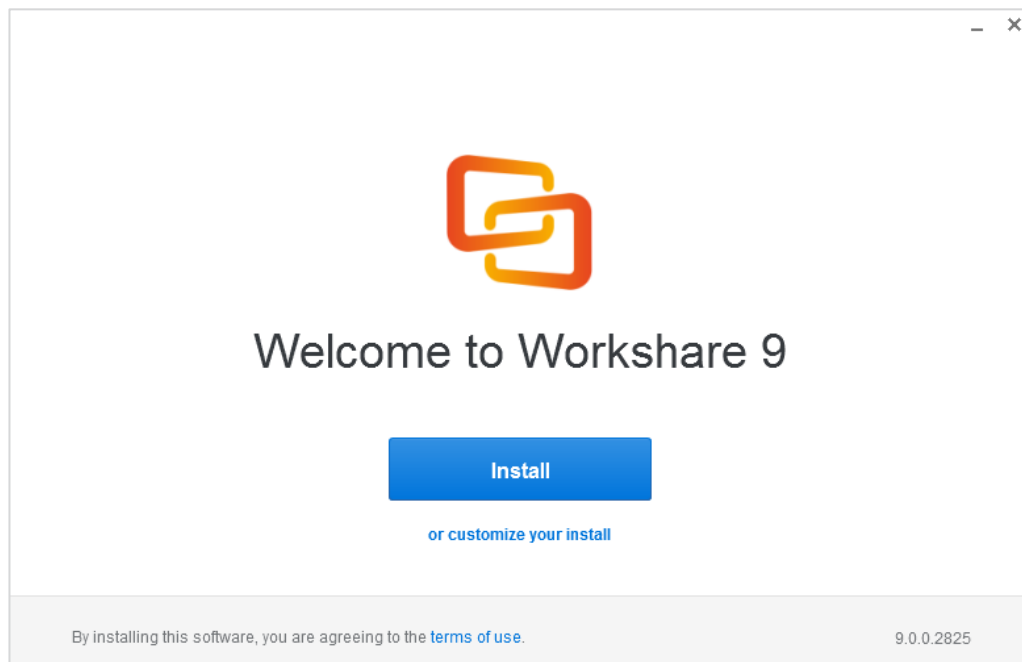 Welcome to Workshare 9
Install
or customize your install
By installing this software, you are agreeing to the terms of use.
9.0.0.2825